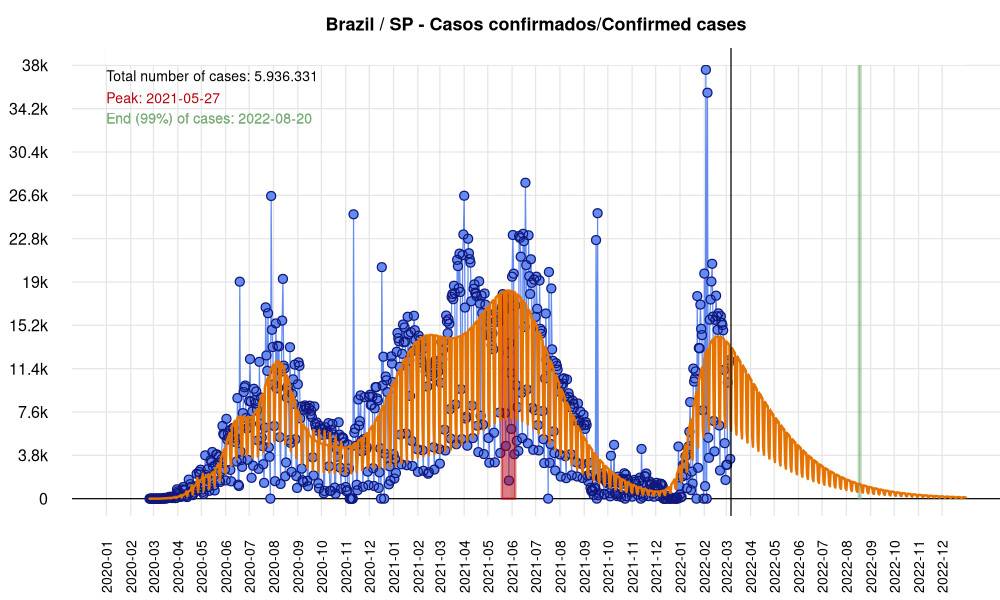 Brazil / SP - Casos confirmados/Confirmed cases
38k
34.2k
30.4k
26.6k
22.8k
19k
15.2k
11.4k
7.6k
3.8k
0
Total number of cases: 5.936.331
Peak: 2021-05-27
End (99%) of cases: 2022-08-20
2020-01
2020-02
2020-03
2020-04
2020-05
2020-06
2020-07
2020-08
2020-09
2020-10
2020-11
2020-12
2021-01
2021-02
2021-03
2021-04
2021-05
2021-06
2021-07
2021-08
2021-09
2021-10
2021-11
2021-12
2022-01
2022-02
2022-03
2022-04
2022-05
2022-06
2022-07
2022-08
2022-09
2022-10
2022-11
2022-12